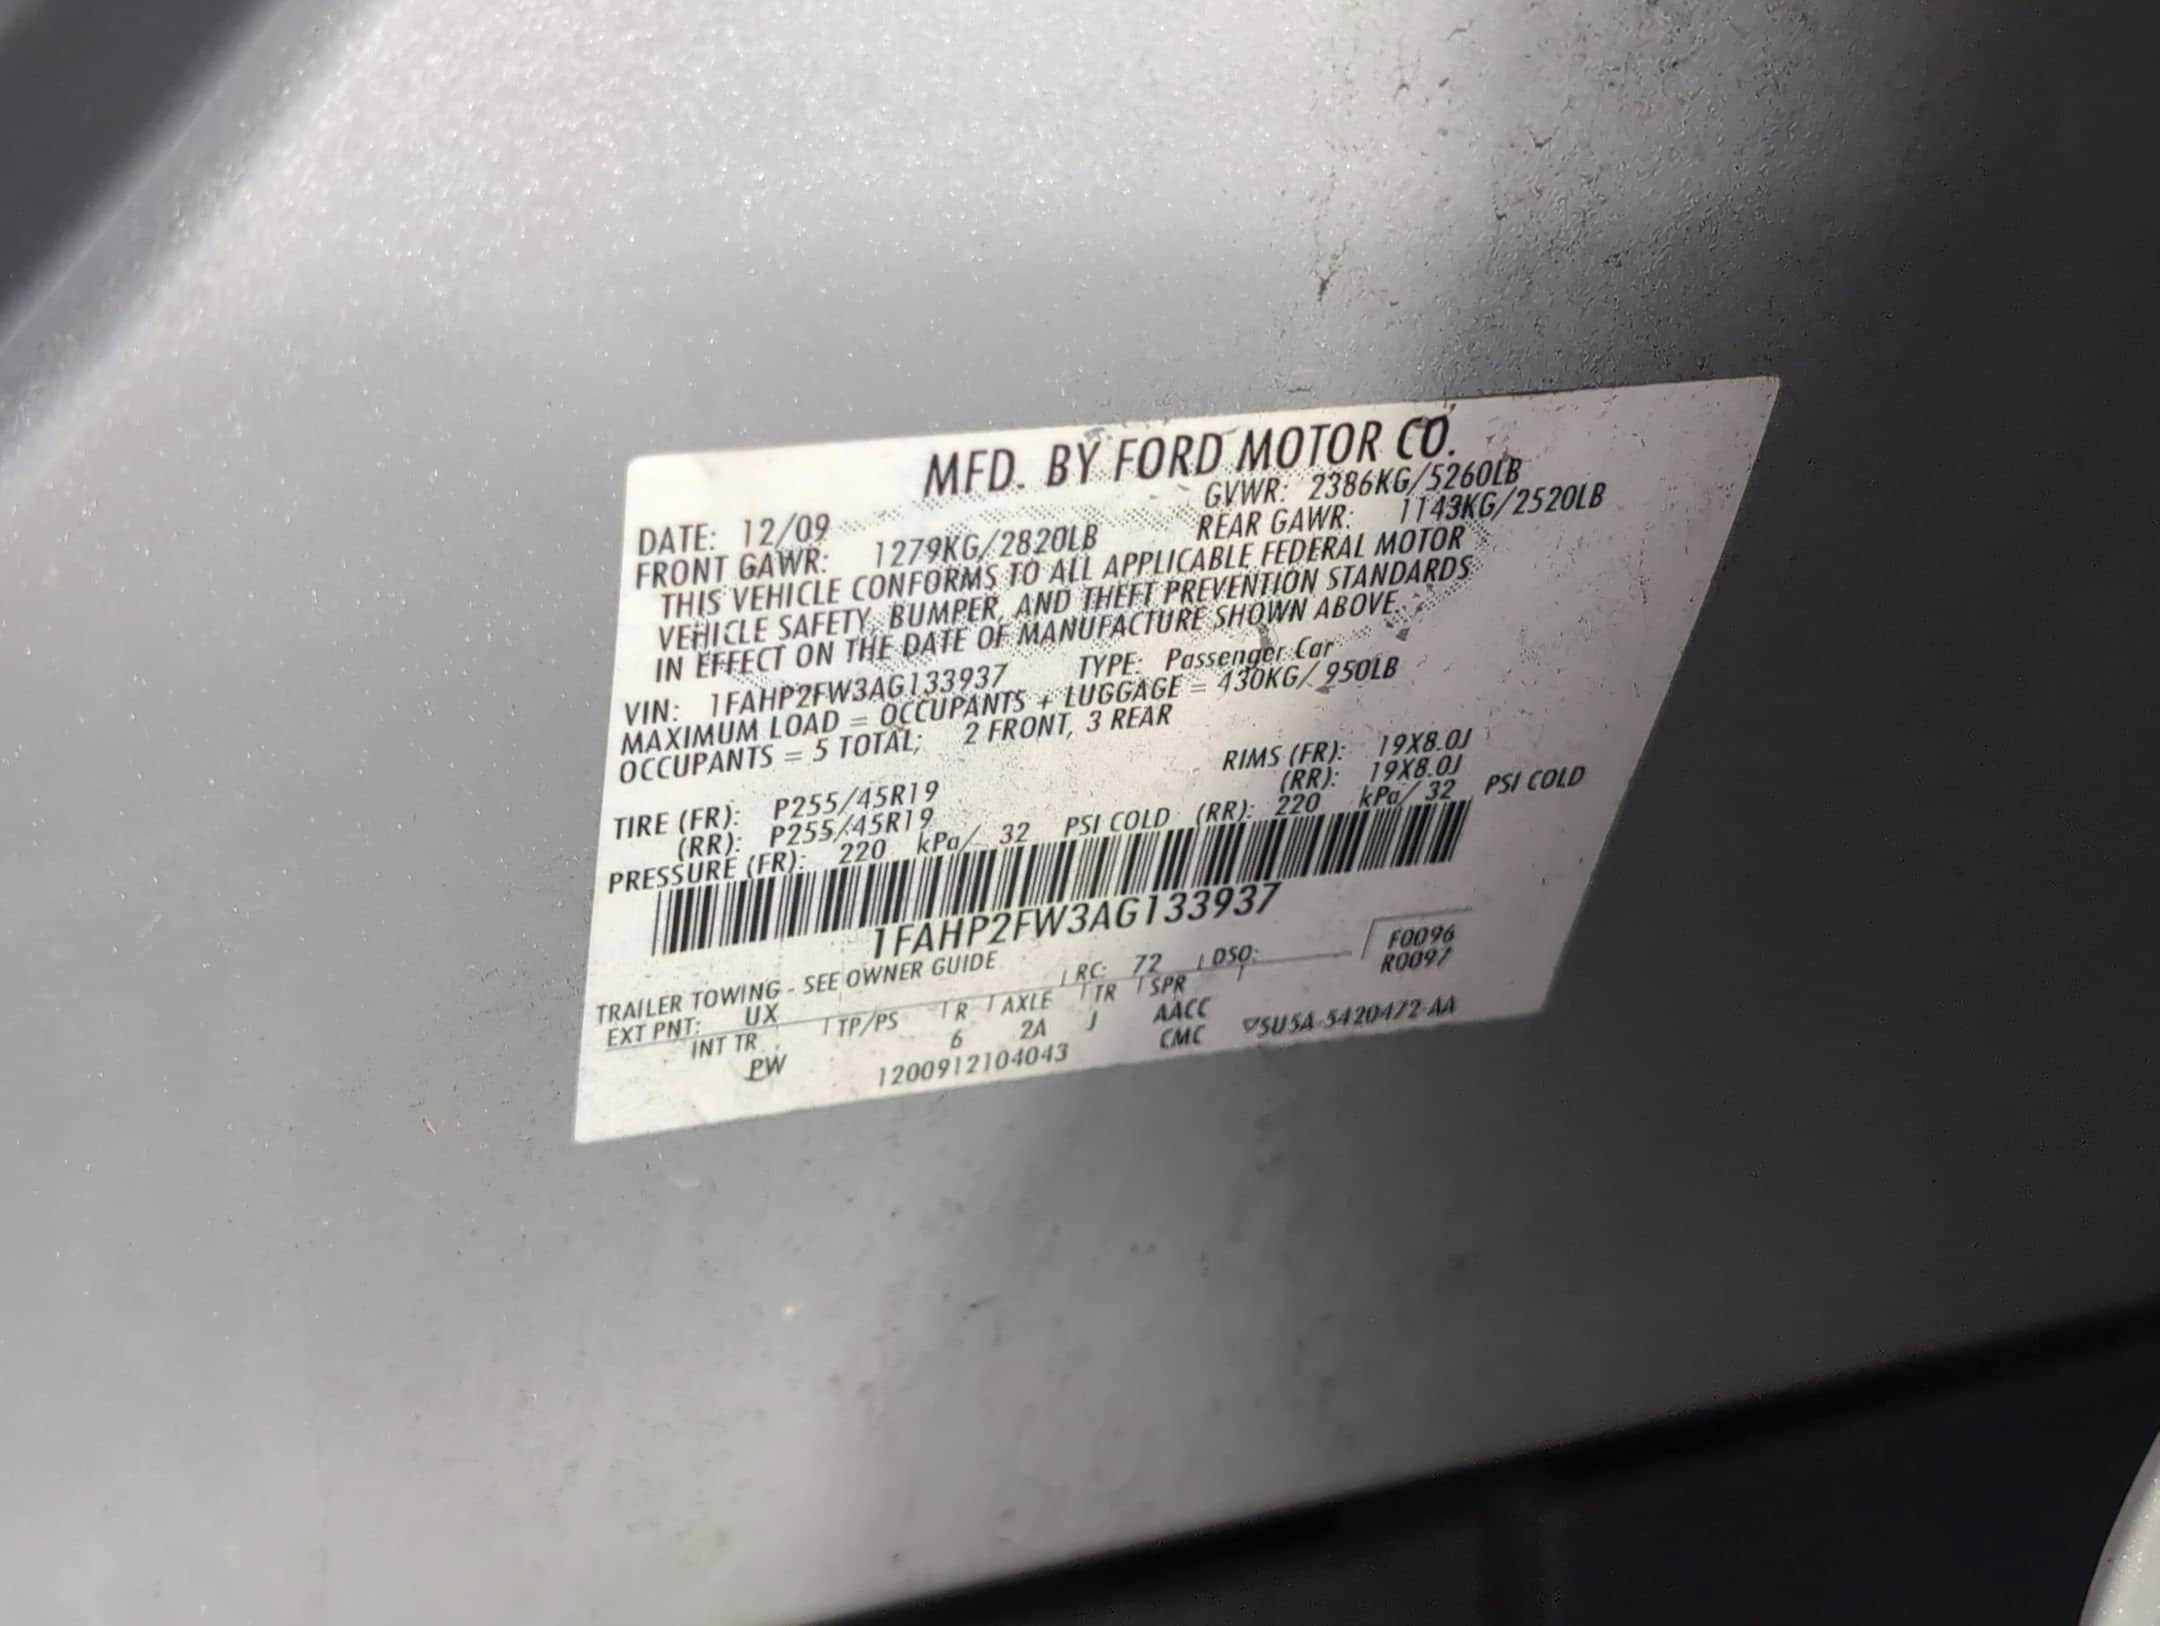 MFD. BY FORD MOTOR CO.
DATE: 12/09 GVWR: 2386KG/5260LB
FRONT GAWR: 1279KG/2820LB REAR GAWR: 1143KG/2520LB
THIS VEHICLE CONFORMS TO ALL APPLICABLE FEDERAL MOTOR
VEHICLE SAFETY, BUMPER, AND THEFT PREVENTION STANDARDS
IN EFFECT ON THE DATE OF MANUFACTURE SHOWN ABOVE.
VIN: 1FAHP2FW3AG133937 TYPE: Passenger Car
MAXIMUM LOAD = OCCUPANTS + LUGGAGE = 430KG/ 950LB
OCCUPANTS = 5 TOTAL; 2 FRONT, 3 REAR
TIRE (FR): P255/45R19 RIMS (FR): 19X8.0J
(RR): P255/45R19 (RR): 19X8.0J
PRESSURE (FR): 220 kPa/ 32 PSI COLD (RR): 220 kPa/ 32 PSI COLD
1FAHP2FW3AG133937
TRAILER TOWING - SEE OWNER GUIDE
EXT PNT: UX RC: 72 DSO: F0096
R0097
INT TR TP/PS R AXLE TR SPR
PW 6 2A J AACC
1200912104043 CMC ▽5U5A-5420472-AA